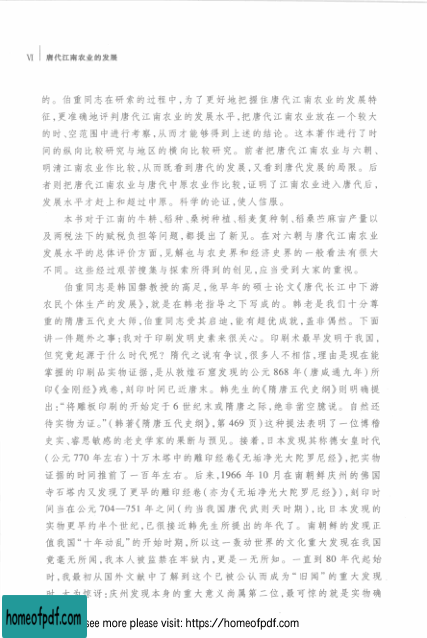 Ⅵ 唐代江南农业的发展
的。伯重同志在研索的过程中,为了更好地把握住唐代江南农业的发展特
征,更准确地评判唐代江南农业的发展水平,把唐代江南农业放在一个较大
的时、空范围中进行考察,从而才能够得到上述的结论。这本著作进行了时
间的纵向比较研究与地区的横向比较研究。前者把唐代江南农业与六朝、
明清江南农业作比较,从而既看到唐代的发展,又看到唐代发展的局限。后
者则把唐代江南农业与唐代中原农业作比较,证明了江南农业进入唐代后,
发展水平才赶上和超过中原。科学的论证,使人信服。
本书对于江南的牛耕、稻种、桑树种植、稻麦复种制、稻桑苎麻亩产量以
及两税法下的赋税负担等问题,都提出了新见。在对六朝与唐代江南农业
发展水平的总体评价方面,见解也与农史界和经济史界的一般看法有很大
不同。这些经过艰苦搜集与探索所得到的创见,应当受到大家的重视。
伯重同志是韩国磐教授的高足,他早年的硕士论文《唐代长江中下游
农民个体生产的发展》,就是在韩老指导之下写成的。韩老是我们十分尊
重的隋唐五代史大师,伯重同志受其启迪,能有超优成就,盖非偶然。下面
讲一件题外之事:我对于印刷发明史素来很关心。印刷术最早发明于我国,
但究竟起源于什么时代呢?隋代之说有争议,很多人不相信,理由是现在能
掌握的印刷品实物证据,是从敦煌石窟发现的公元 868 年(唐咸通九年)所
印《金刚经》残卷,刻印时间已近唐末。韩先生的《隋唐五代史纲》则明确提
出:“将雕板印刷的开始定于 6 世纪末或隋唐之际,绝非凿空臆说。自然还
待实物为证。”(韩著《隋唐五代史纲》,第 469 页)这种提法表明了一位博赡
史实、睿思敏感的老史学家的果断与预见。接着,日本发现其称德女皇时代
(公元 770 年左右)十万木塔中的雕印经卷《无垢净光大陀罗尼经》,把实物
证据的时间推前了一百年左右。后来,1966 年 10 月在南朝鲜庆州的佛国
寺石塔内又发现了更早的雕印经卷(亦为《无垢净光大陀罗尼经》),刻印时
间当在公元 704—751 年之间(约当我国唐代武则天时期),比日本发现的
实物更早约半个世纪,已很接近韩先生所提出的年代了。南朝鲜的发现正
值我国“十年动乱”的开始时期,所以这一轰动世界的文化重大发现在我国
竟毫无所闻,我本人被监禁在牢狱内,更是一无所知。一直到 80 年代起始
时,我最初从国外文献中了解到这个已被公认而成为“旧闻”的重大发现
时,大为惊讶:庆州发现本身的重大意义尚属第二位,最可惊的就是实物确
homeofpdf.com
see more please visit: https://homeofpdf.com